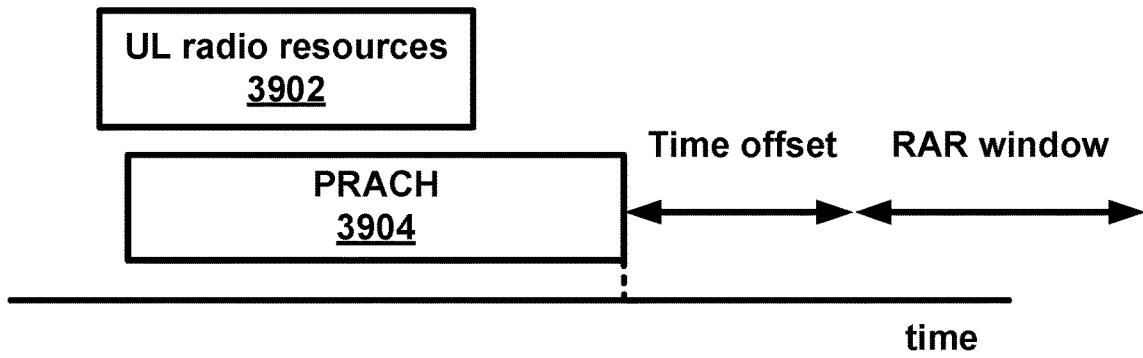 UL radio resources
3902
Time offset
RAR window
PRACH
3904
time